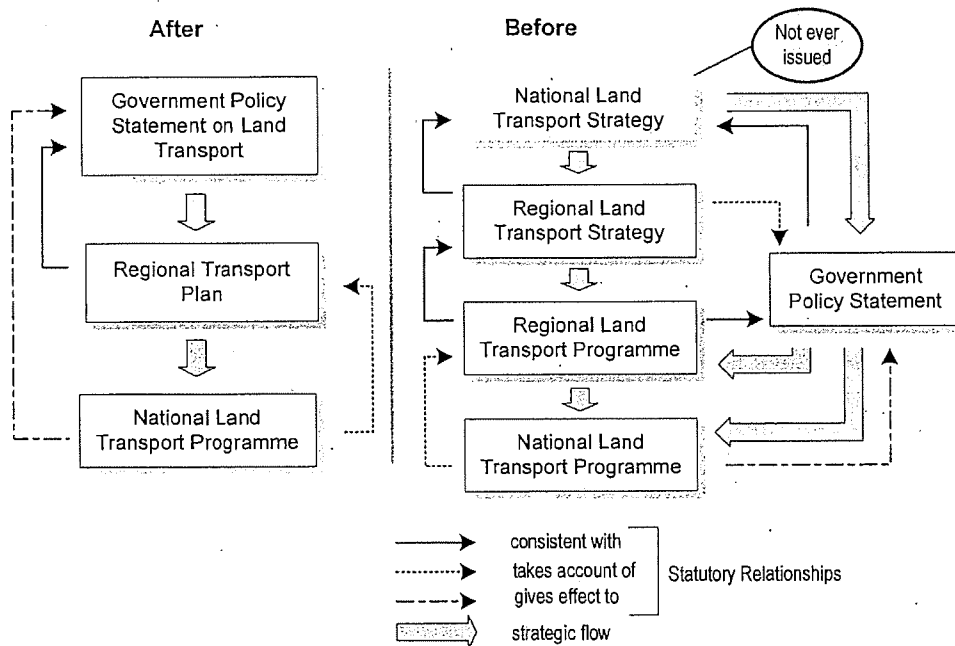 After
Government Policy
Statement on Land
Transport
Regional Transport
Plan
National Land
Transport Programme
Before
Not ever
issued
National Land
Transport Strategy
Regional Land
Transport Strategy
Government
Policy Statement
Regional Land
Transport Programme
National Land
Transport Programme
consistent with
takes account of
gives effect to
Statutory Relationships
strategic flow